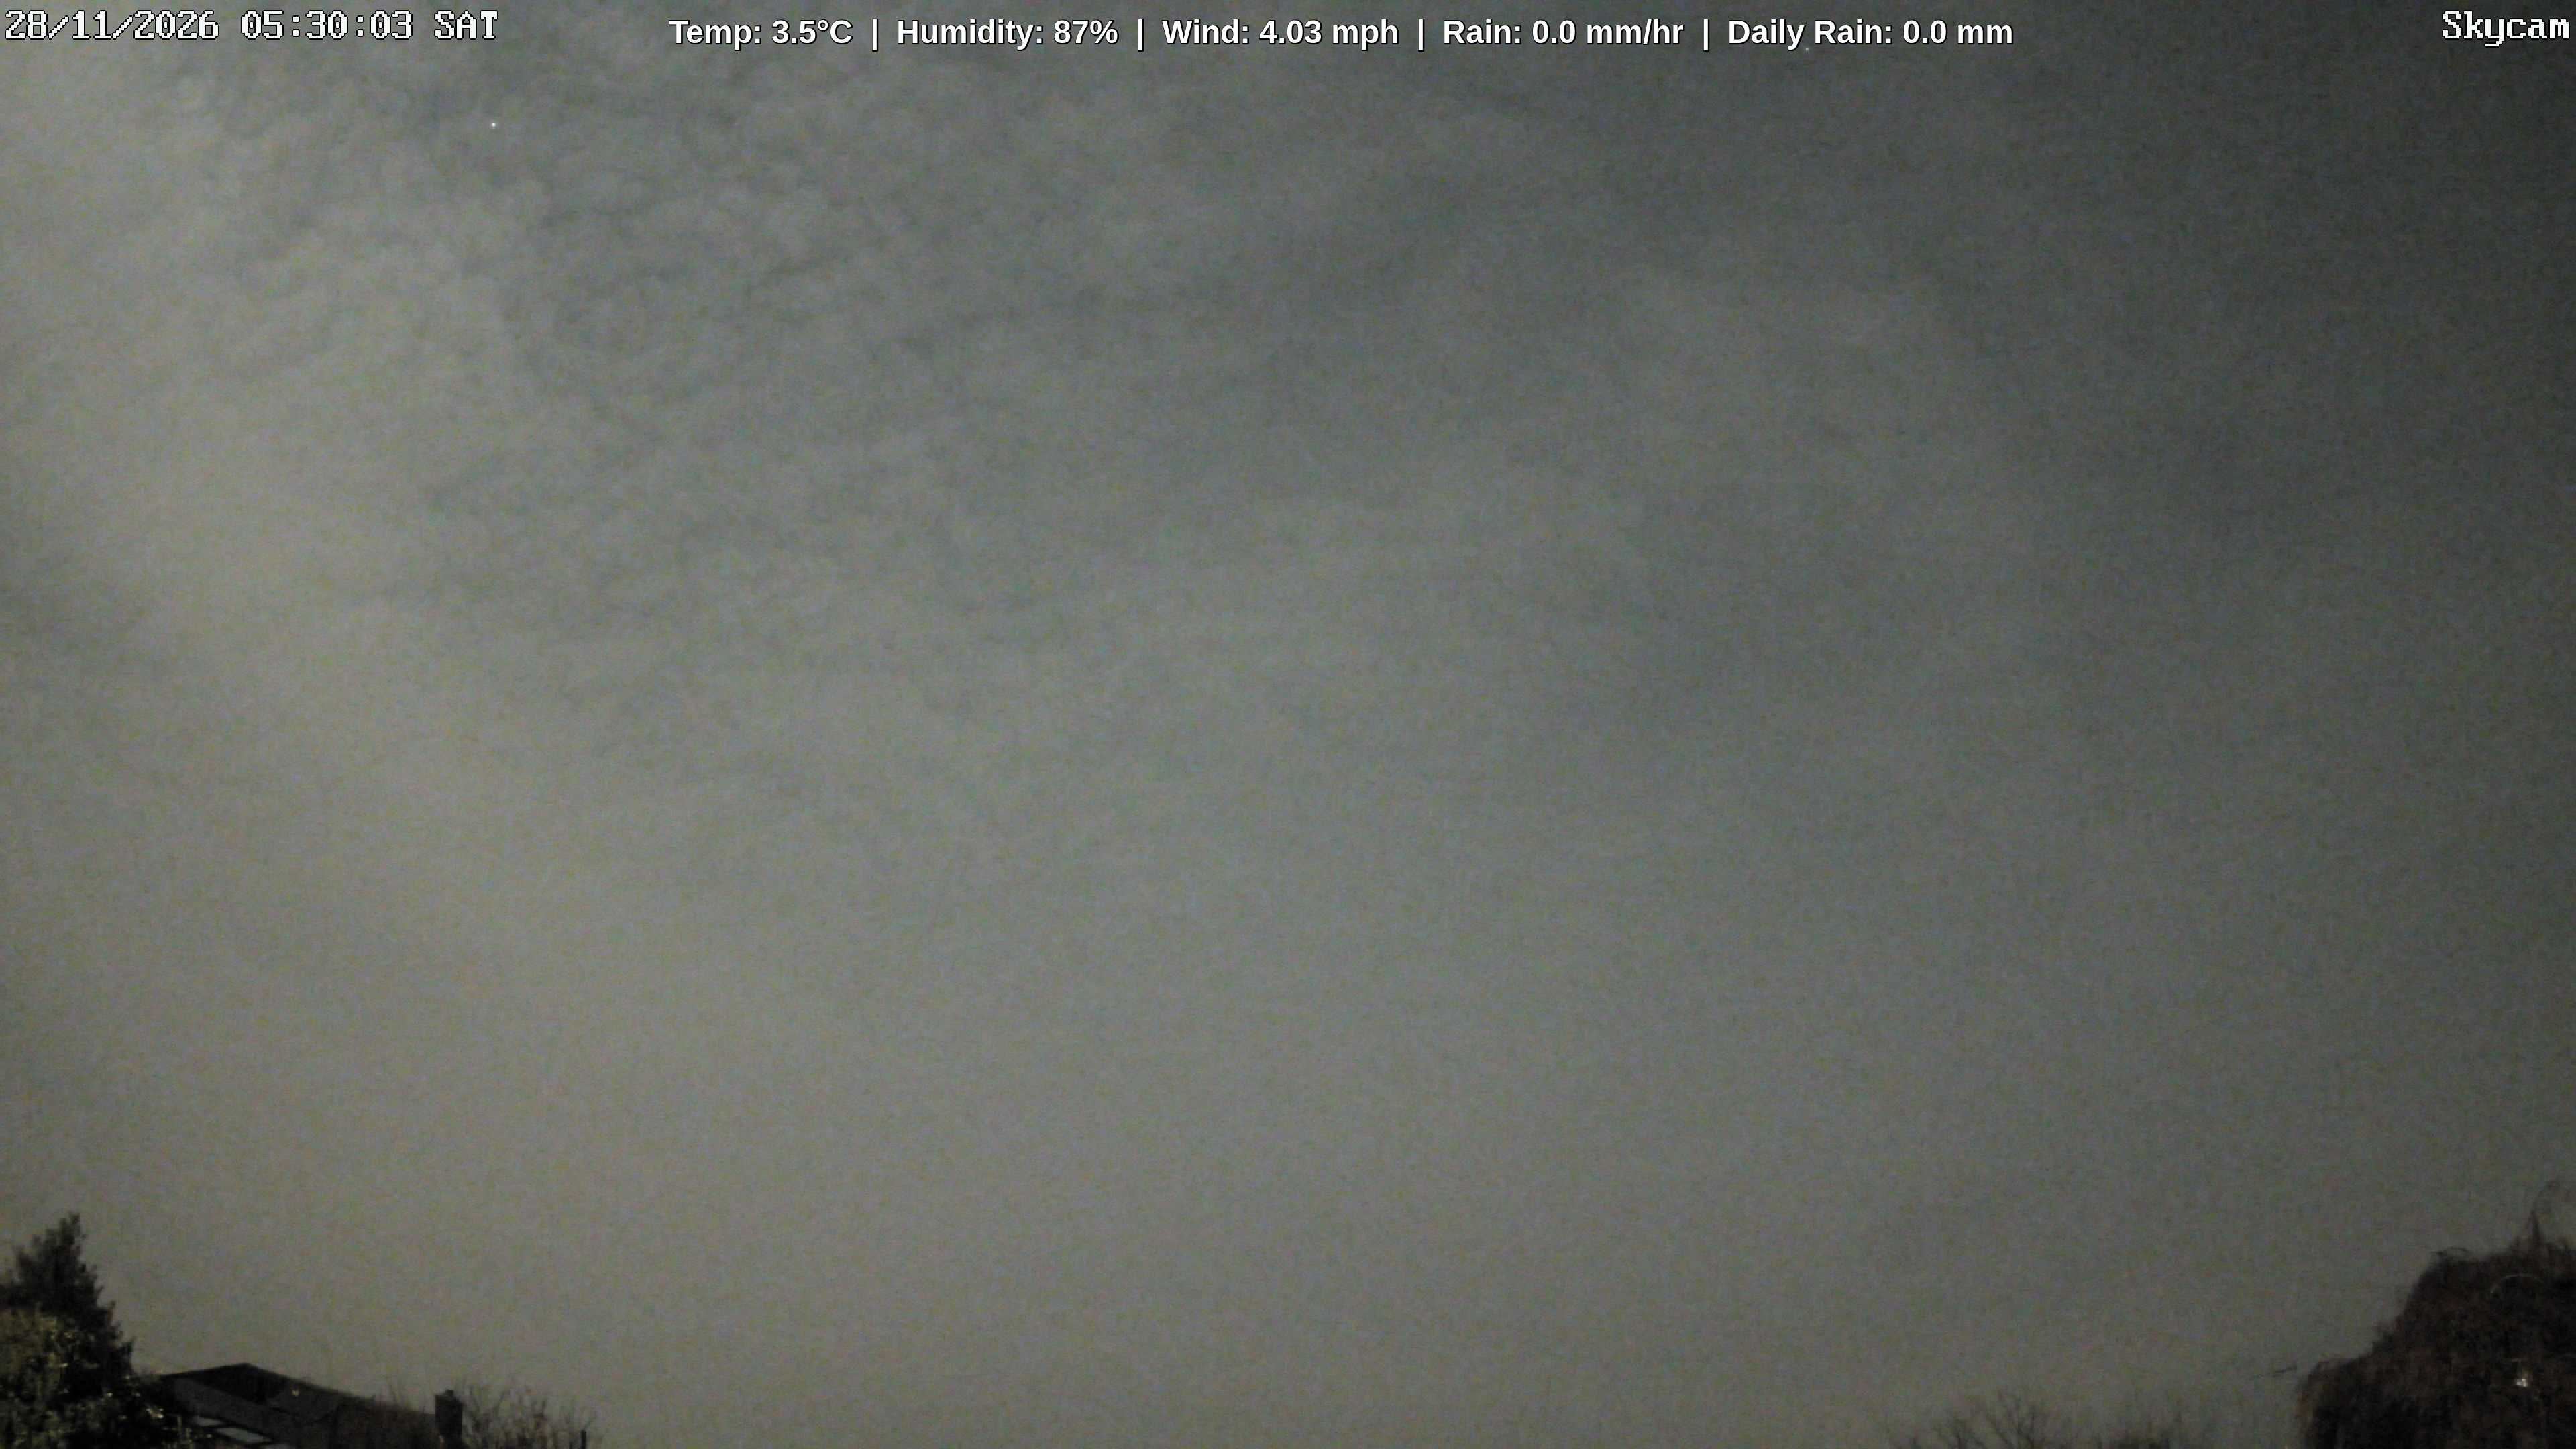 28/11/2026 05:30:03 SAT
Temp: 3.5°C | Humidity: 87% | Wind: 4.03 mph | Rain: 0.0 mm/hr | Daily Rain: 0.0 mm
Skycam